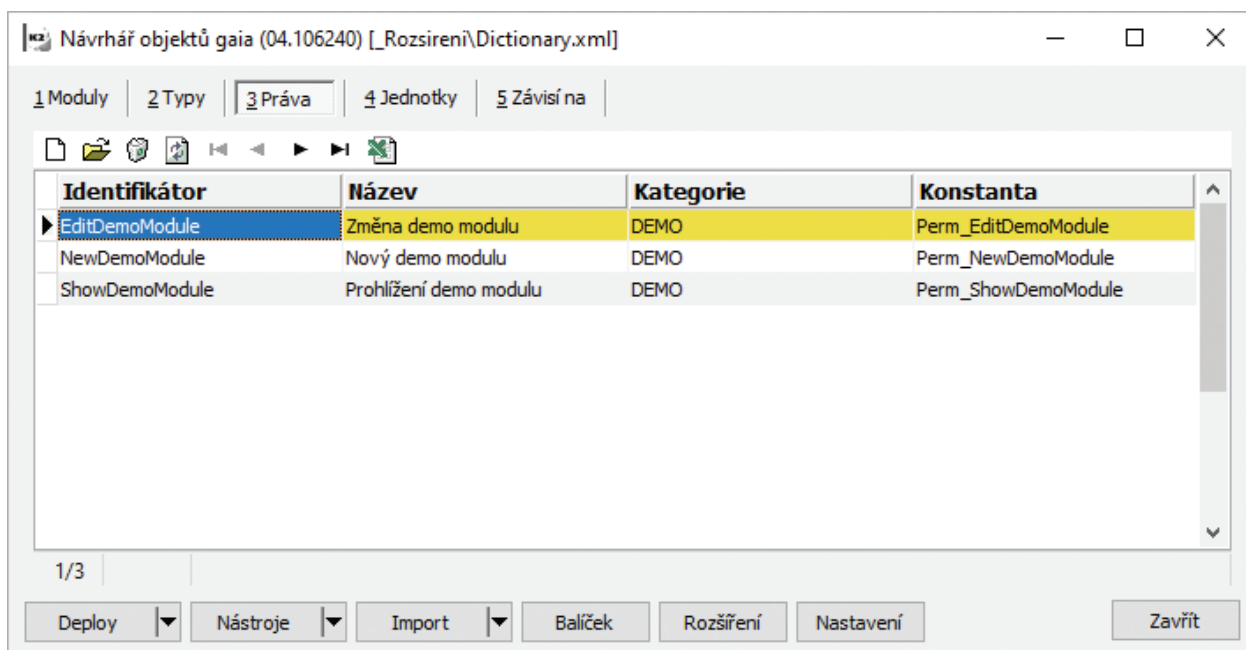 K2 Návrhář objektů gaia (04.106240) [_Rozsireni\Dictionary.xml]
1 Moduly 2 Typy 3 Práva 4 Jednotky 5 Závisí na
Identifikátor Název Kategorie Konstanta
EditDemoModule Změna demo modulu DEMO Perm_EditDemoModule
NewDemoModule Nový demo modulu DEMO Perm_NewDemoModule
ShowDemoModule Prohlížení demo modulu DEMO Perm_ShowDemoModule
1/3
Deploy Nástroje Import Balíček Rozšíření Nastavení Zavřít